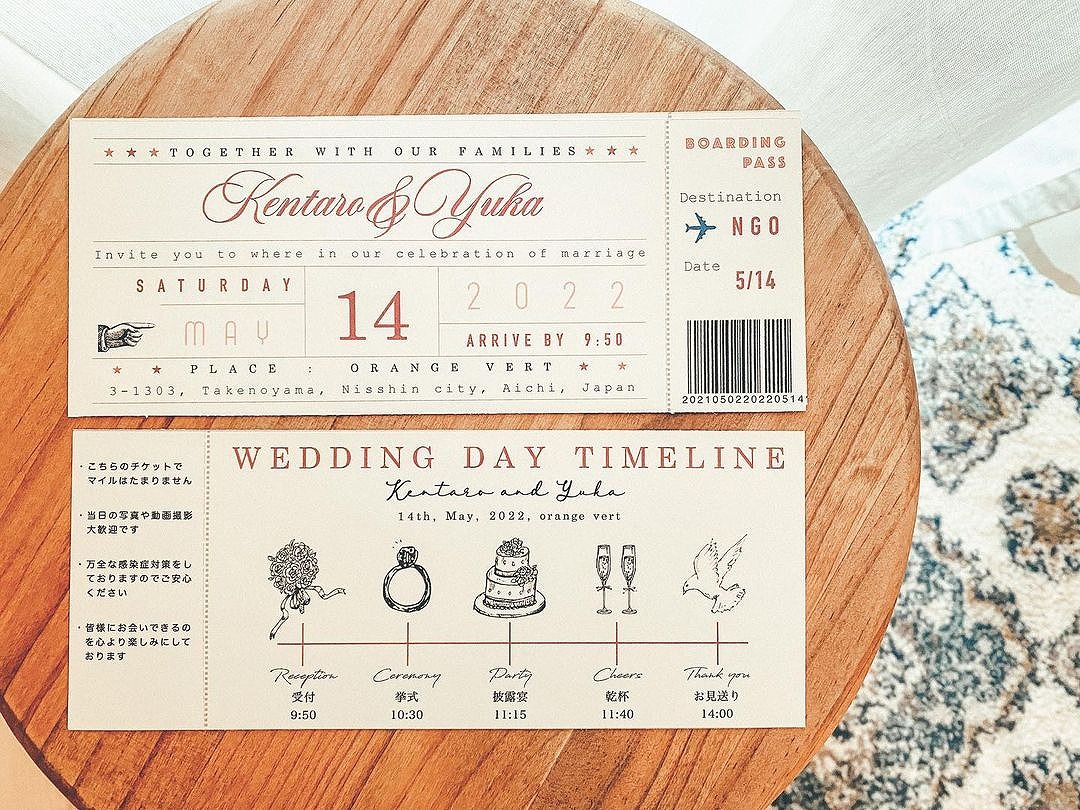 TOGETHER WITH OUR FAMILIES
Kentaro & Yuka
Invite you to where in our celebration of marriage
SATURDAY
MAY
14
2022
ARRIVE BY 9:50
PLACE : ORANGE VERT
3-1303, Takenoyama, Nisshin city, Aichi, Japan
BOARDING
PASS
Destination
NGO
Date
5/14
2021050220220514
・こちらのチケットで
マイルはたまりません
・当日の写真や動画撮影
大歓迎です
・万全な感染症対策をし
ておりますのでご安心
ください
・皆様にお会いできるの
を心より楽しみにして
おります
WEDDING DAY TIMELINE
Kentaro and Yuka
14th, May, 2022, orange vert
Reception
受付
9:50
Ceremony
挙式
10:30
Party
披露宴
11:15
Cheers
乾杯
11:40
Thank you
お見送り
14:00